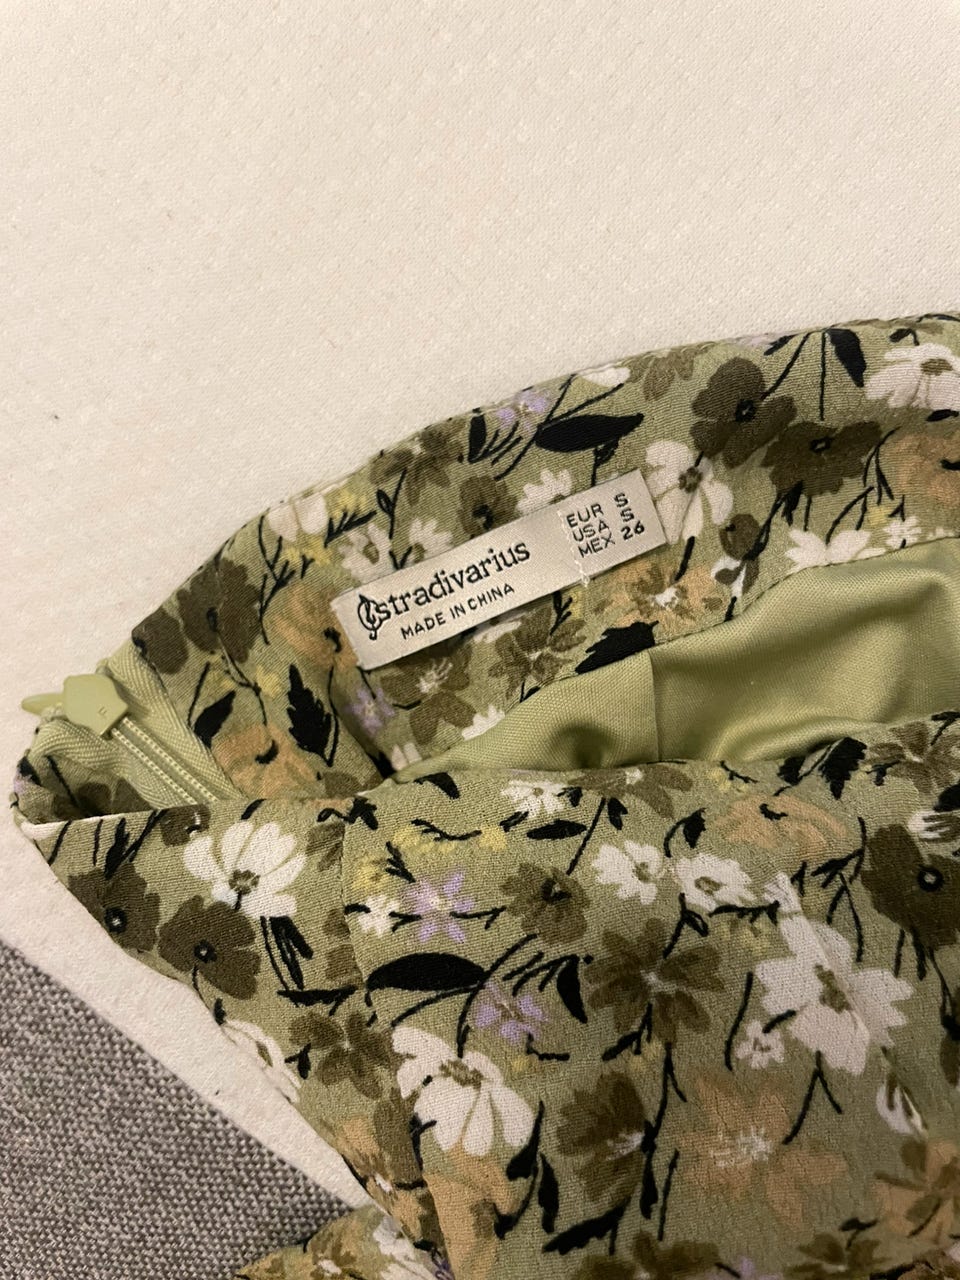 stradivarius
MADE IN CHINA
EUR S
USA S
MEX 26